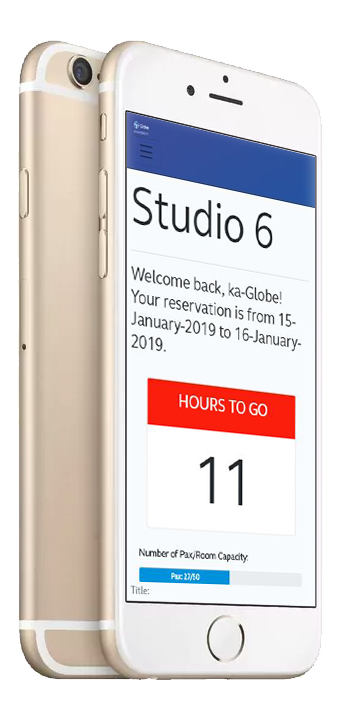 Globe
Studio 6
Welcome back, ka-Globe!
Your reservation is from 15-
January-2019 to 16-January-
2019.
HOURS TO GO
11
Number of Pax/Room Capacity:
Pax: 27/50
Title: